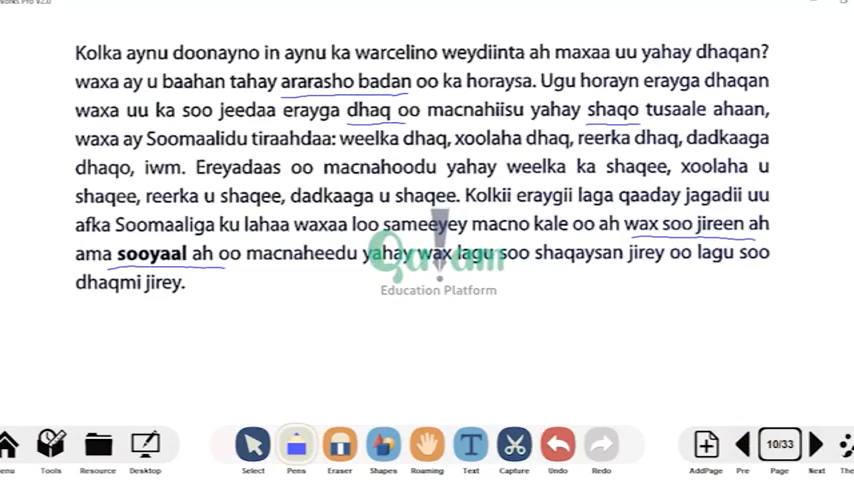 Works Pro V2.0
Kolka aynu doonayno in aynu ka warcelino weydiinta ah maxaa uu yahay dhaqan?
waxa ay u baahan tahay ararasho badan oo ka horaysa. Ugu horayn erayga dhaqan
waxa uu ka soo jeedaa erayga dhaq oo macnahiisu yahay shaqo tusaale ahaan,
waxa ay Soomaalidu tiraahdaa: weelka dhaq, xoolaha dhaq, reerka dhaq, dadkaaga
dhaqo, iwm. Ereyadaas oo macnahoodu yahay weelka ka shaqee, xoolaha u
shaqee, reerka u shaqee, dadkaaga u shaqee. Kolkii eraygii laga qaaday jagadii uu
afka Soomaaliga ku lahaa waxaa loo sameeyey macno kale oo ah wax soo jireen ah
ama sooyaal ah oo macnaheedu yahay wax lagu soo shaqaysan jirey oo lagu soo
dhaqmi jirey.
Qalam
Education Platform
enu Tools Resource Desktop Select Pens Eraser Shapes Roaming Text Capture Undo Redo AddPage Pre 10/33 Page Next The